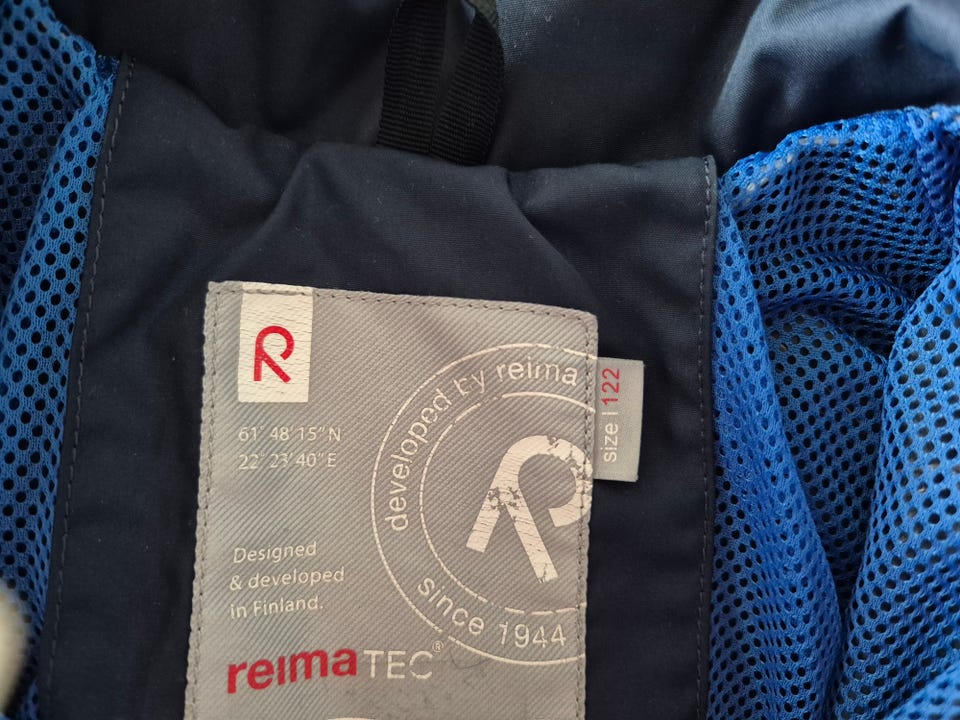 R
61° 48' 15" N
22° 23' 40" E
developed by reima
R
since 1944
size | 122
Designed
& developed
in Finland.
reimaTEC®